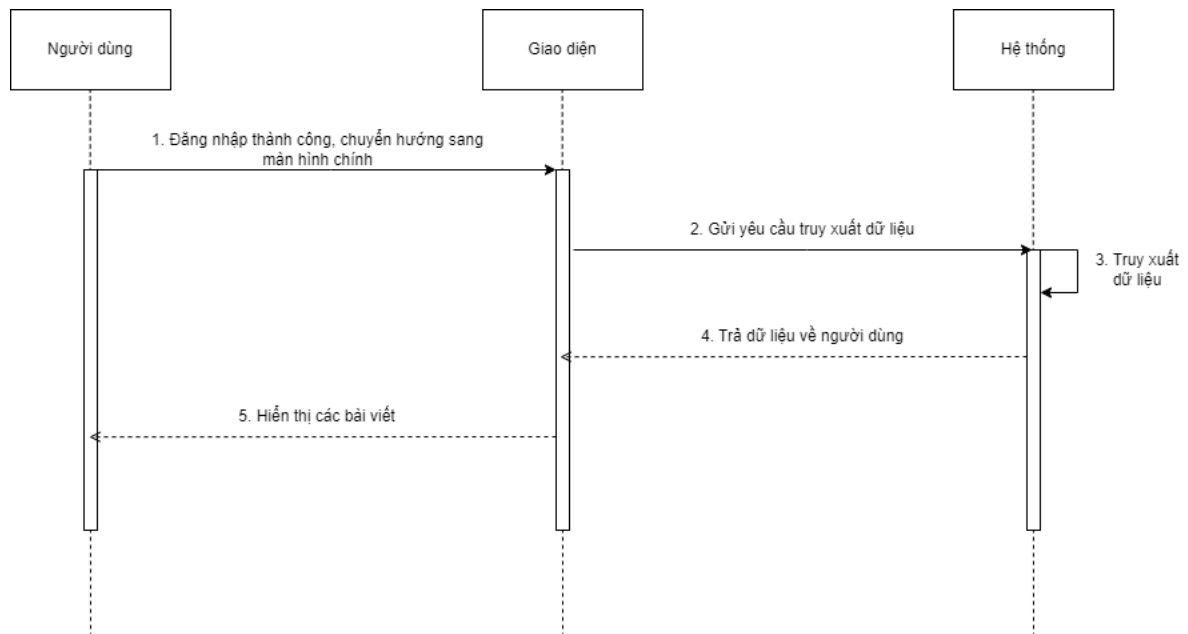 Người dùng
Giao diện
Hệ thống
1. Đăng nhập thành công, chuyển hướng sang
màn hình chính
2. Gửi yêu cầu truy xuất dữ liệu
3. Truy xuất
dữ liệu
4. Trả dữ liệu về người dùng
5. Hiển thị các bài viết